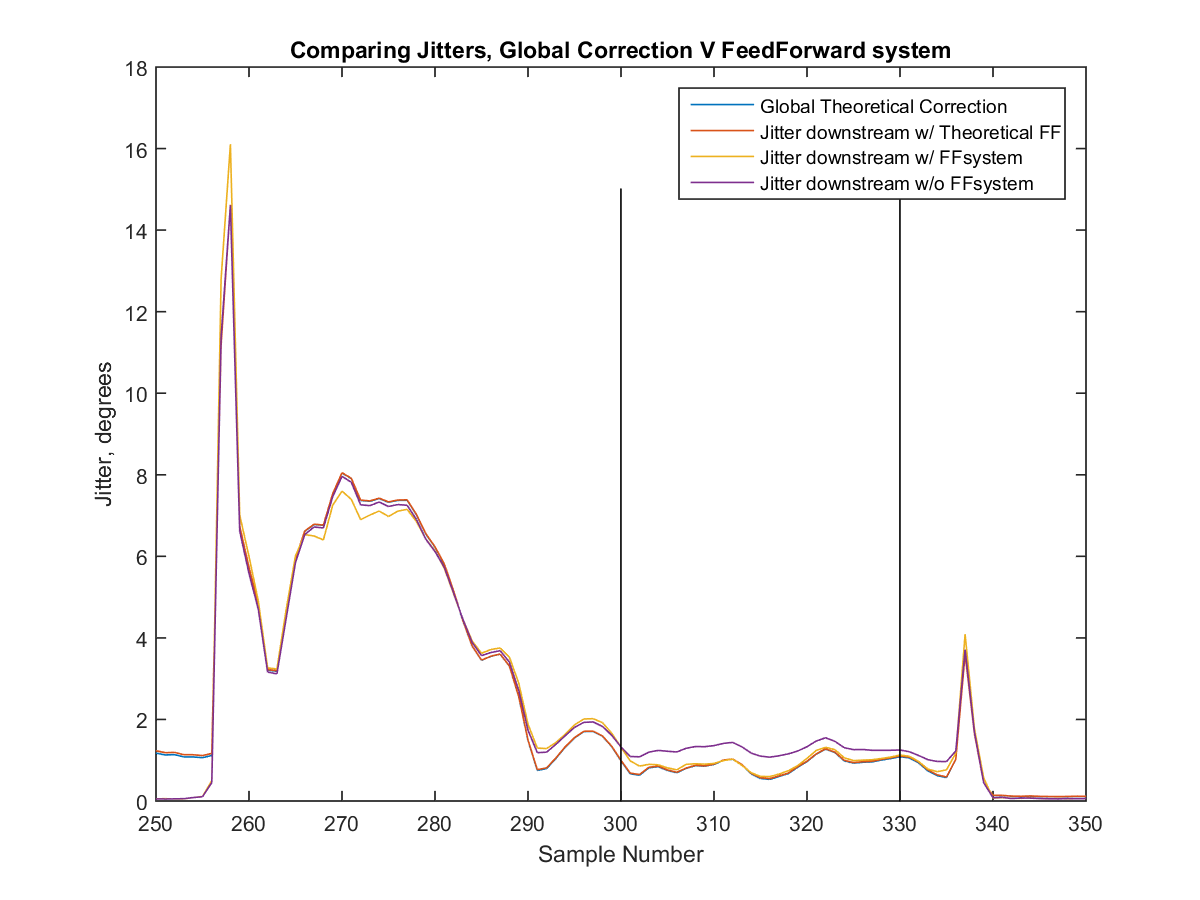 Comparing Jitters, Global Correction V FeedForward system
18
16
14
12
10
8
6
4
2
0
Jitter, degrees
Global Theoretical Correction
Jitter downstream w/ Theoretical FF
Jitter downstream w/ FFsystem
Jitter downstream w/o FFsystem
250 260 270 280 290 300 310 320 330 340 350
Sample Number